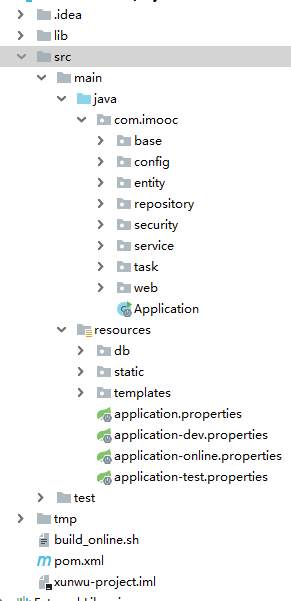 .idea
lib
src
main
java
com.imooc
base
config
entity
repository
security
service
task
web
Application
resources
db
static
templates
application.properties
application-dev.properties
application-online.properties
application-test.properties
test
tmp
build_online.sh
pom.xml
xunwu-project.iml